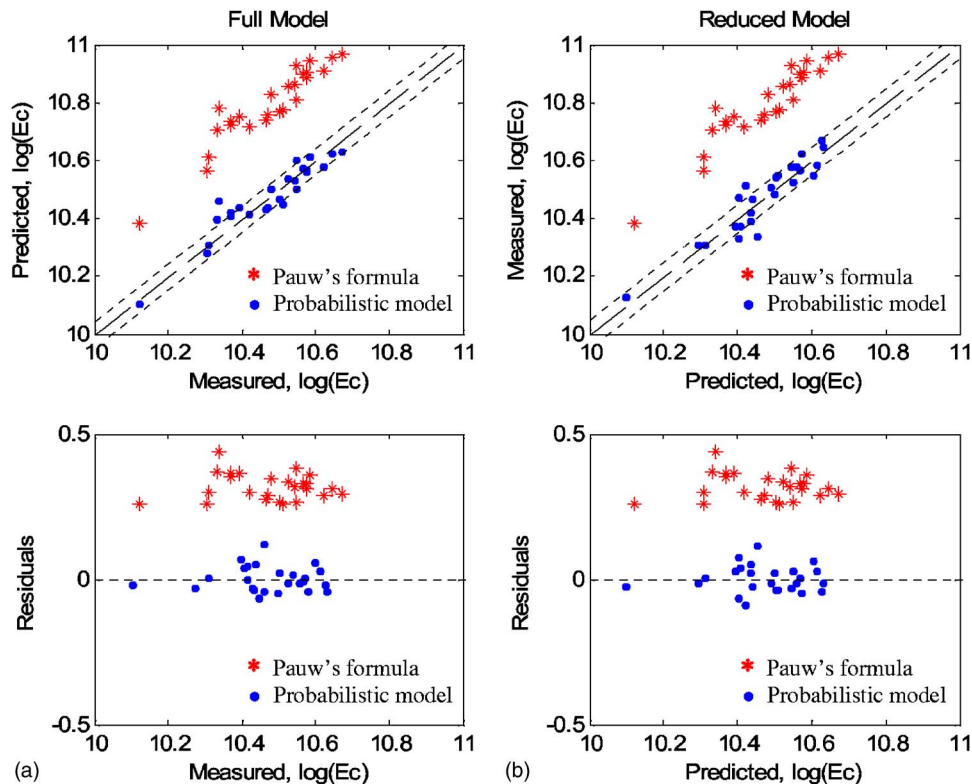 Full Model
11
10.8
10.6
10.4
10.2
10
Predicted, log(Ec)
* Pauw's formula
● Probabilistic model
10 10.2 10.4 10.6 10.8 11
Measured, log(Ec)
Reduced Model
11
10.8
10.6
10.4
10.2
10
Measured, log(Ec)
* Pauw's formula
● Probabilistic model
10 10.2 10.4 10.6 10.8 11
Predicted, log(Ec)
0.5
0
-0.5
Residuals
* Pauw's formula
● Probabilistic model
10 10.2 10.4 10.6 10.8 11
(a) Measured, log(Ec)
0.5
0
-0.5
Residuals
* Pauw's formula
● Probabilistic model
10 10.2 10.4 10.6 10.8 11
(b) Predicted, log(Ec)